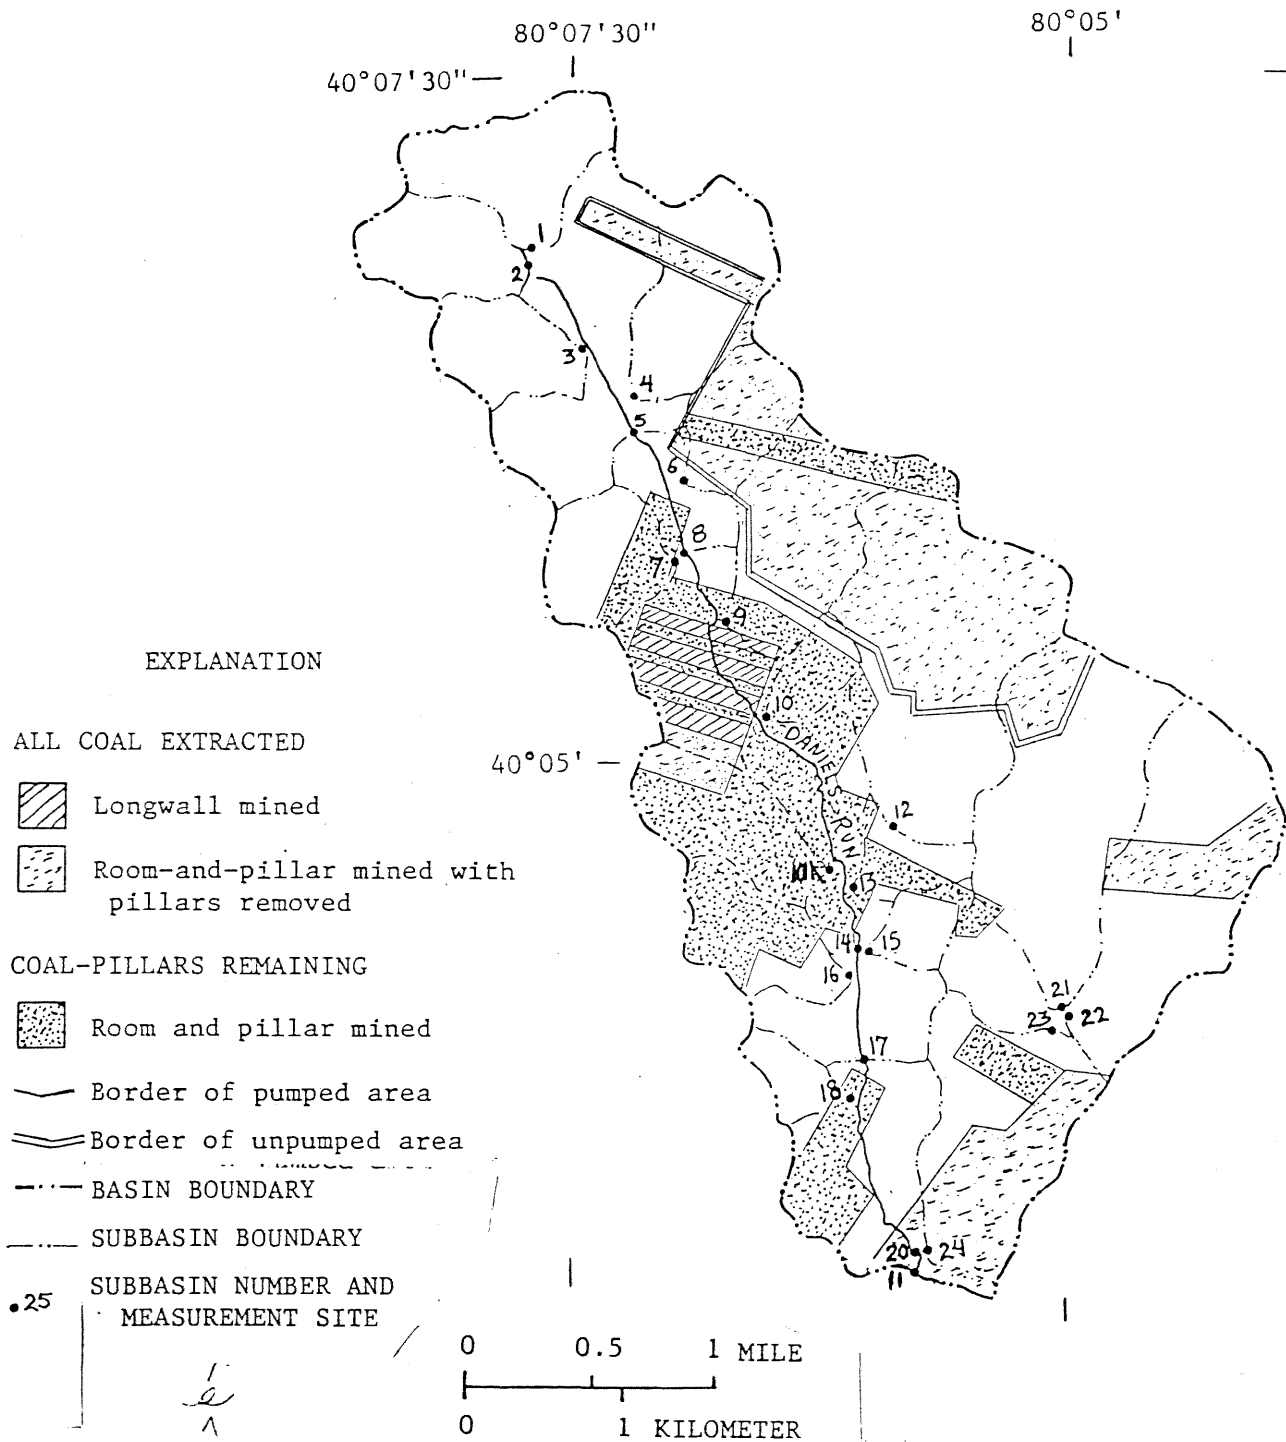 80°07'30"
80°05'
40°07'30"
1
2
3
4
5
6
7
8
9
10
DANIELS RUN
12
13
14
15
16
17
18
20
24
11
21
22
23
40°05'
EXPLANATION
ALL COAL EXTRACTED
Longwall mined
Room-and-pillar mined with
pillars removed
COAL-PILLARS REMAINING
Room and pillar mined
Border of pumped area
Border of unpumped area
BASIN BOUNDARY
SUBBASIN BOUNDARY
25
SUBBASIN NUMBER AND
MEASUREMENT SITE
0 0.5 1 MILE
0 1 KILOMETER